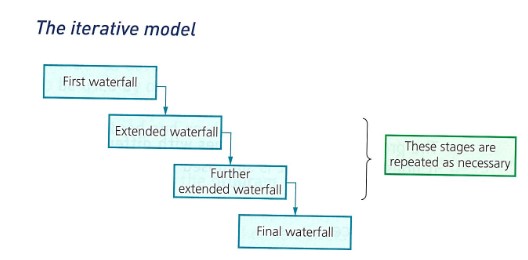 The iterative model
First waterfall
Extended waterfall
Further
extended waterfall
Final waterfall
These stages are
repeated as necessary